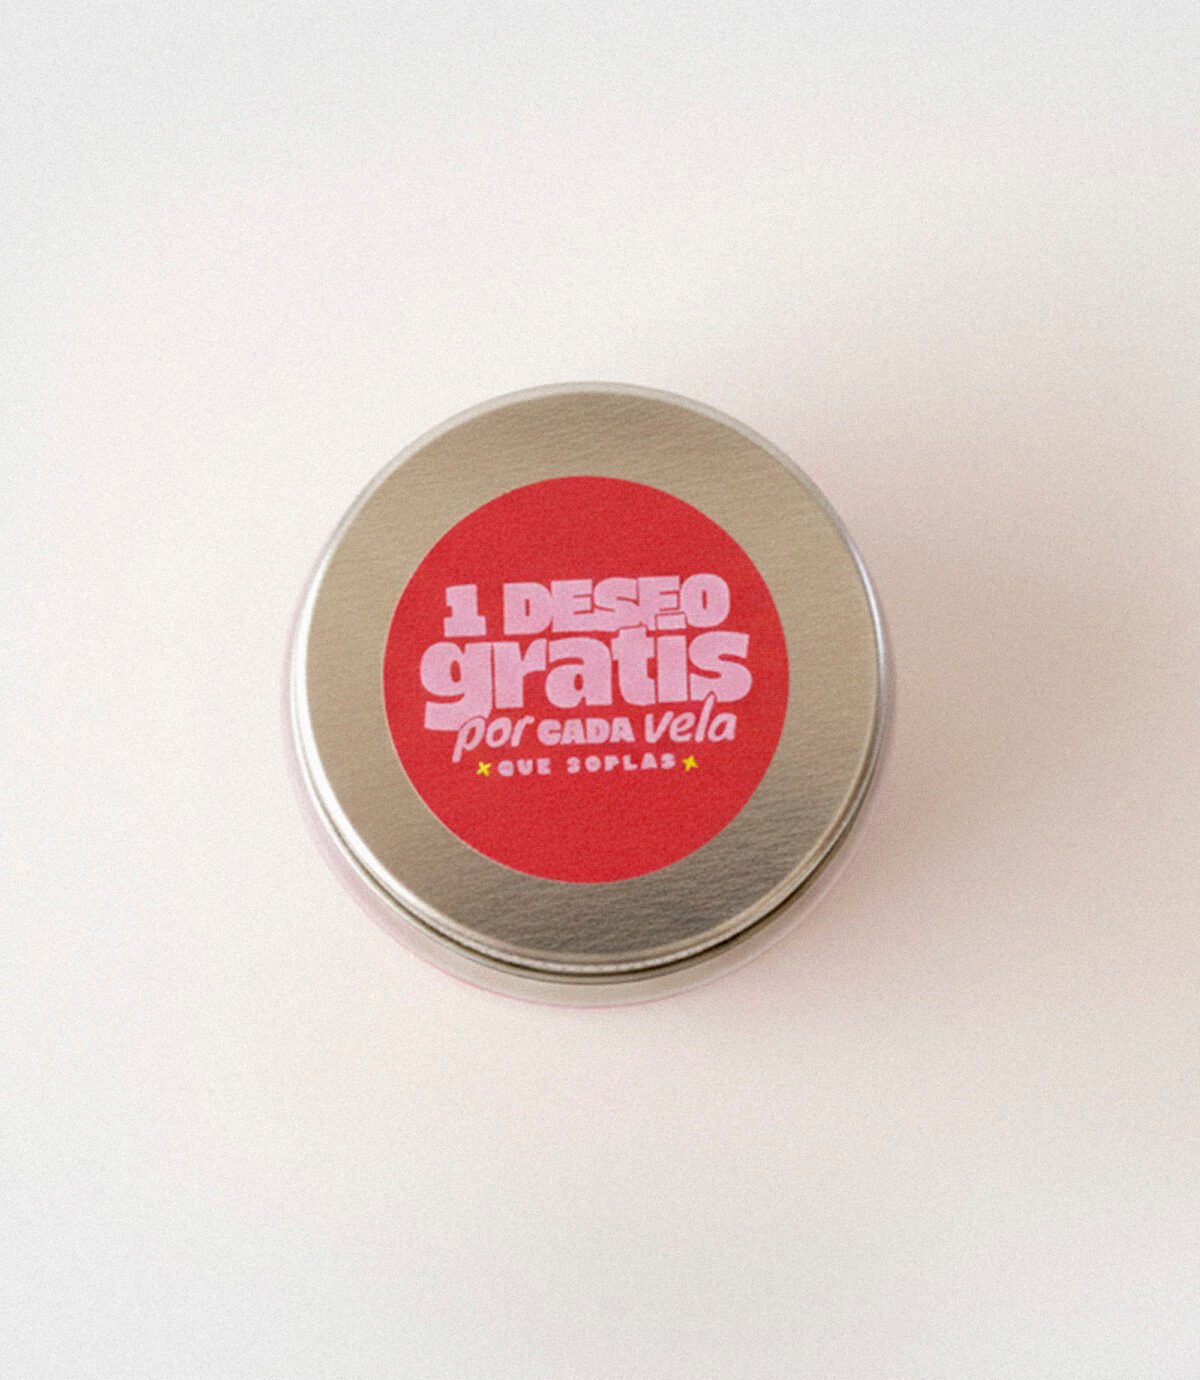 1 DESEO
gratis
por CADA vela
QUE SOPLAS